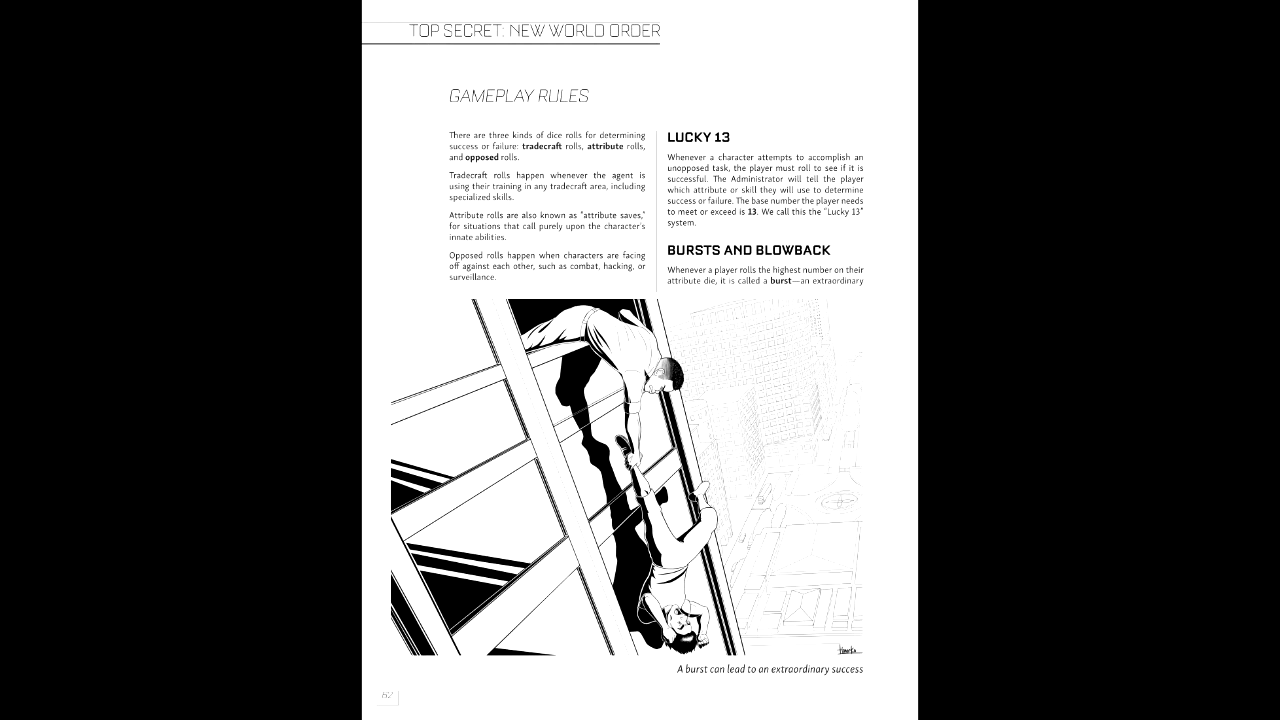 TOP SECRET: NEW WORLD ORDER
GAMEPLAY RULES
There are three kinds of dice rolls for determining
success or failure: tradecraft rolls, attribute rolls,
and opposed rolls.
Tradecraft rolls happen whenever the agent is
using their training in any tradecraft area, including
specialized skills.
Attribute rolls are also known as "attribute saves,"
for situations that call purely upon the character's
innate abilities.
Opposed rolls happen when characters are facing
off against each other, such as combat, hacking, or
surveillance.
LUCKY 13
Whenever a character attempts to accomplish an
unopposed task, the player must roll to see if it is
successful. The Administrator will tell the player
which attribute or skill they will use to determine
success or failure. The base number the player needs
to meet or exceed is 13. We call this the "Lucky 13"
system.
BURSTS AND BLOWBACK
Whenever a player rolls the highest number on their
attribute die, it is called a burst—an extraordinary
A burst can lead to an extraordinary success
62